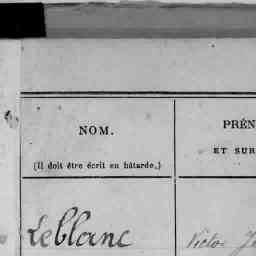 NOM. PRÉN
(Il doit être écrit en bâtarde.) ET SUR
Leblanc Victor